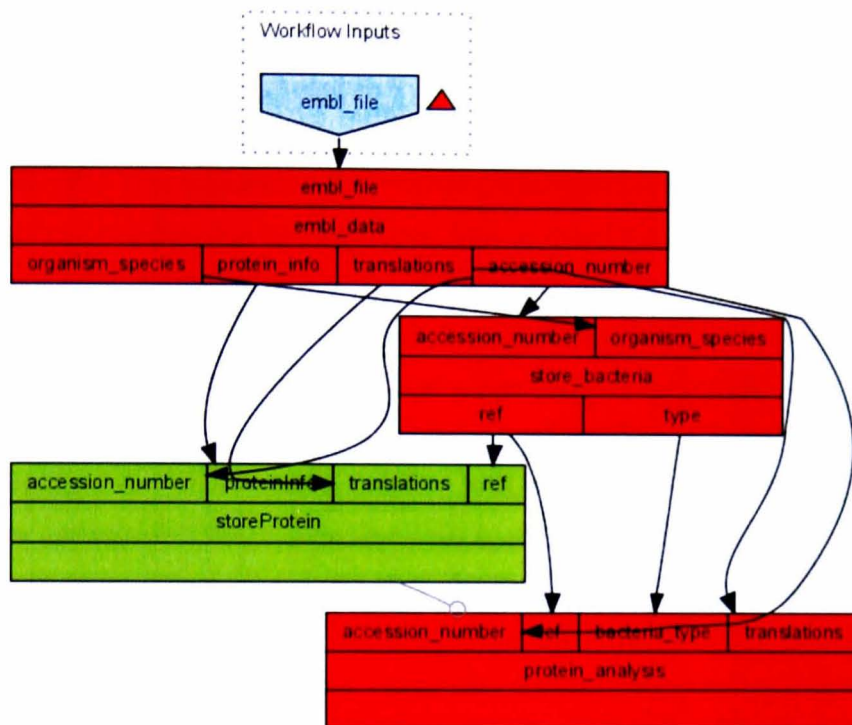 Workflow Inputs
embl_file
embl_file
embl_data
organism_species protein_info translations accession_number
accession_number organism_species
store_bacteria
ref type
accession_number proteinInfo translations ref
storeProtein
accession_number ref bacteria_type translations
protein_analysis